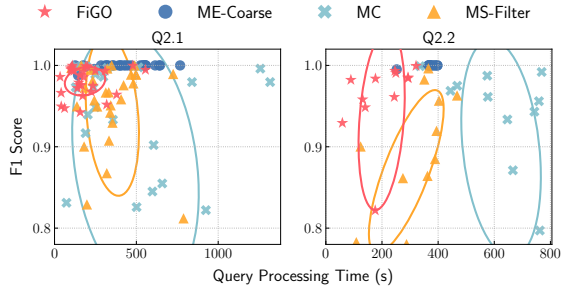 FiGO ME-Coarse MC MS-Filter
Q2.1 Q2.2
F1 Score
1.0
0.9
0.8
0 500 1000
1.0
0.9
0.8
0 200 400 600 800
Query Processing Time (s)